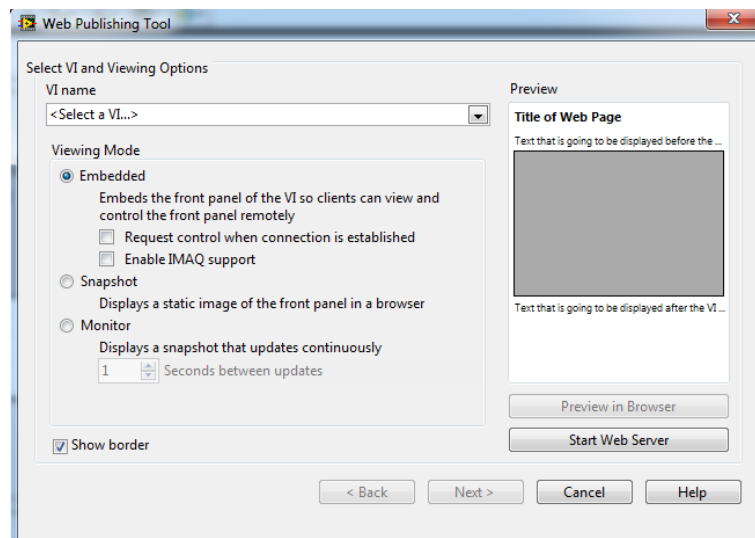 Web Publishing Tool
Select VI and Viewing Options
VI name
<Select a VI...>
Viewing Mode
Embedded
Embeds the front panel of the VI so clients can view and
control the front panel remotely
Request control when connection is established
Enable IMAQ support
Snapshot
Displays a static image of the front panel in a browser
Monitor
Displays a snapshot that updates continuously
1 Seconds between updates
Show border
Preview
Title of Web Page
Text that is going to be displayed before the ...
Text that is going to be displayed after the VI ...
Preview in Browser
Start Web Server
< Back Next > Cancel Help